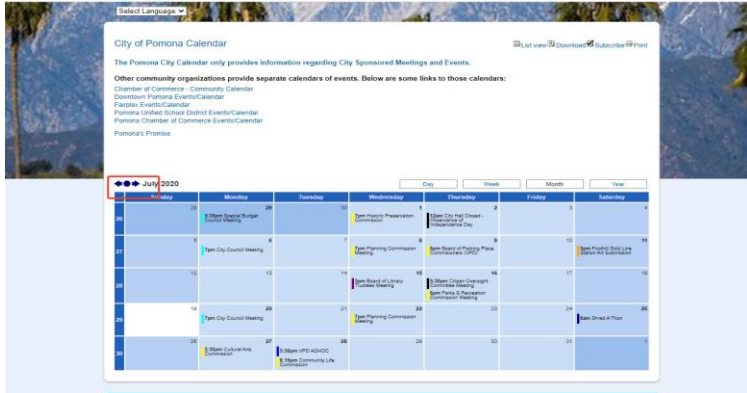 Select Language
City of Pomona Calendar
List view Download Subscribe Print
The Pomona City Calendar only provides information regarding City Sponsored Meetings and Events.
Other community organizations provide separate calendars of events. Below are some links to those calendars:
Chamber of Commerce - Community Calendar
Downtown Pomona Events/Calendar
Fairplex Events/Calendar
Pomona Unified School District Events/Calendar
Pomona Chamber of Commerce Events/Calendar
Pomona's Promise
July 2020
Day Week Month Year
Sunday Monday Tuesday Wednesday Thursday Friday Saturday
26 28 29 30 1 2 3 4
5:30pm Special Budget
Council Meeting
7pm Historic Preservation
Commission
12am City Hall Closed -
Observance of
Independence Day
27 5 6 7 8 9 10 11
7pm City Council Meeting
7pm Planning Commission
Meeting
6pm Board of Parking Place
Commissioners (VPD)
9am Foothill Gold Line
Station Art Submission
28 12 13 14 15 16 17 18
5pm Board of Library
Trustees Meeting
5:30pm Citizen Oversight
Committee Meeting
6pm Parks & Recreation
Commission Meeting
29 19 20 21 22 23 24 25
7pm City Council Meeting
7pm Planning Commission
Meeting
8am Shred A Thon
30 26 27 28 29 30 31 1
5:30pm Cultural Arts
Commission
5:30pm VPD ADHOC
6:15pm Community Life
Commission